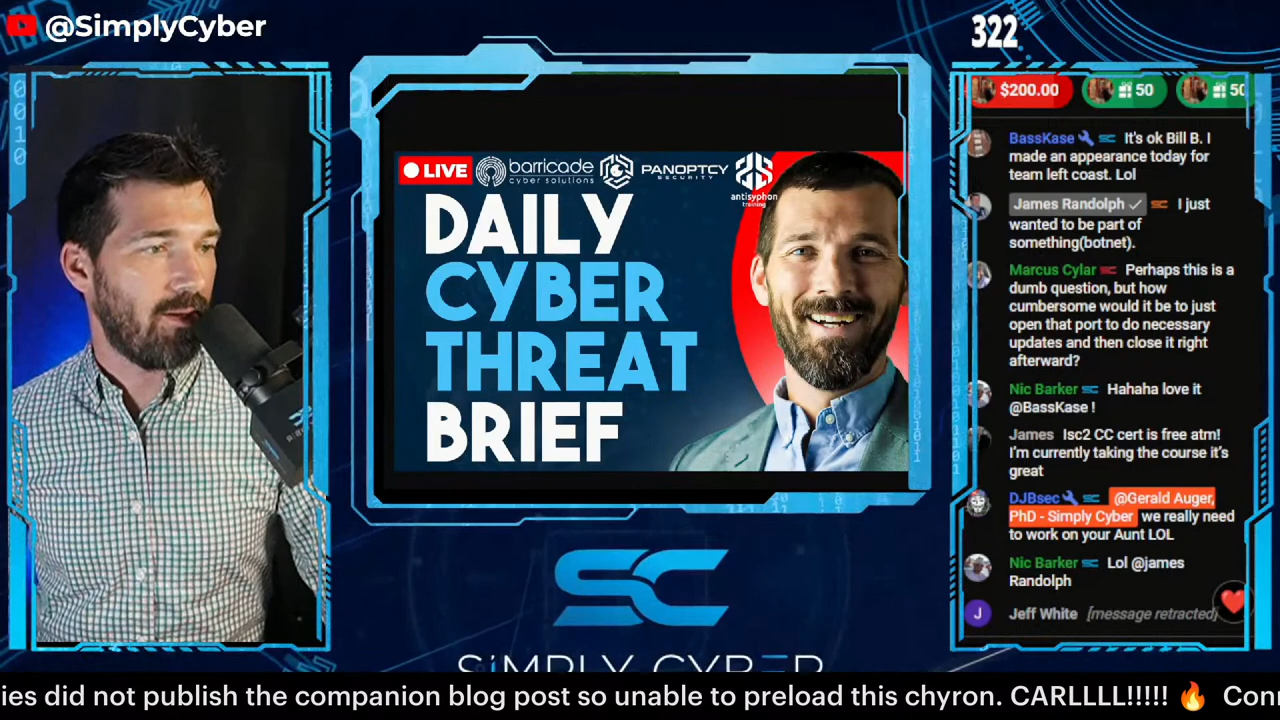 @SimplyCyber
322
$200.00
50
50
LIVE
barricade
cyber solutions
PANOPTCY
SECURITY
antisyphon
training
DAILY
CYBER
THREAT
BRIEF
SC
SIMPLY CYBER
BassKase It's ok Bill B. I
made an appearance today for
team left coast. Lol
James Randolph I just
wanted to be part of
something(botnet).
Marcus Cylar Perhaps this is a
dumb question, but how
cumbersome would it be to just
open that port to do necessary
updates and then close it right
afterward?
Nic Barker Hahaha love it
@BassKase !
James Isc2 CC cert is free atm!
I'm currently taking the course it's
great
DJBsec @Gerald Auger,
PhD - Simply Cyber we really need
to work on your Aunt LOL
Nic Barker Lol @james
Randolph
J
Jeff White [message retracted]
ies did not publish the companion blog post so unable to preload this chyron. CARLLLL!!!!! 🔥 Con